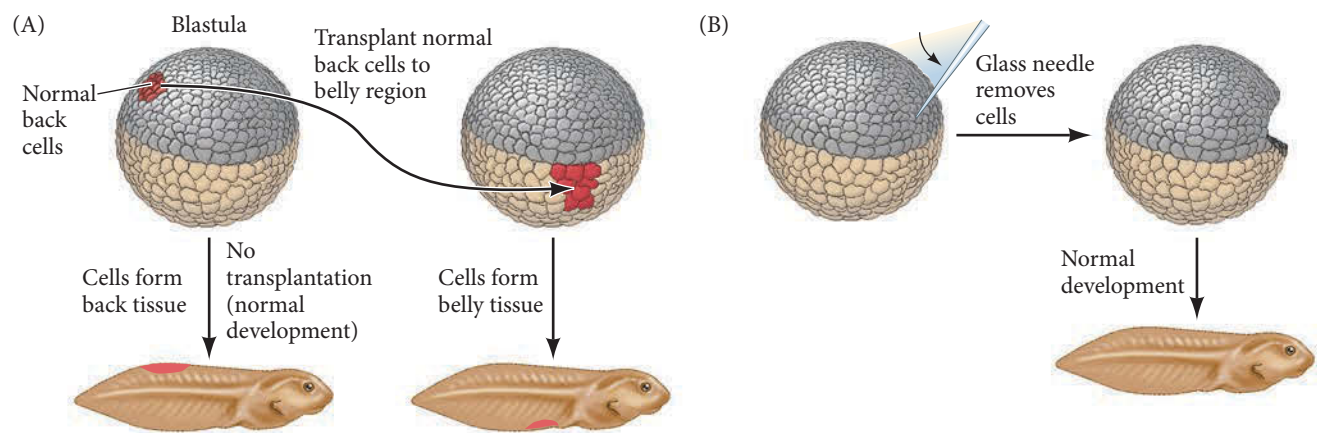 (A)
Blastula
Normal
back
cells
Transplant normal
back cells to
belly region
Cells form
back tissue
No
transplantation
(normal
development)
Cells form
belly tissue
(B)
Glass needle
removes
cells
Normal
development